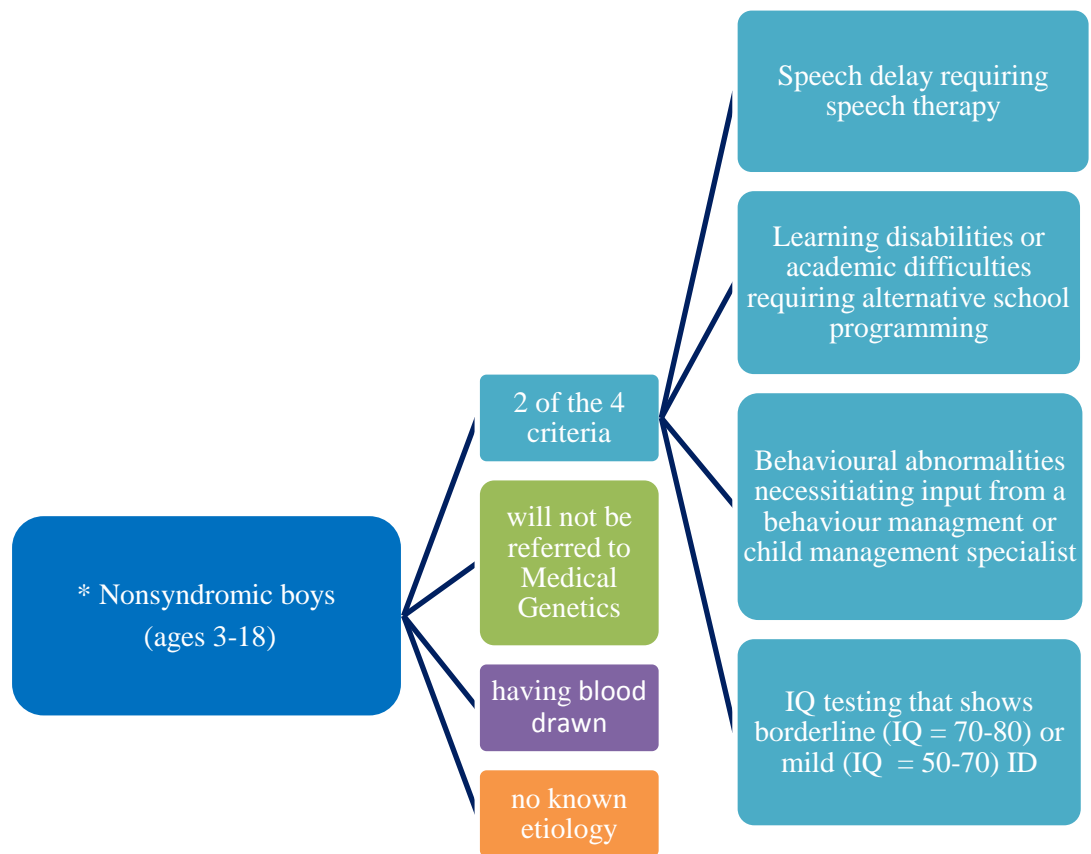 * Nonsyndromic boys
(ages 3-18)
2 of the 4
criteria
will not be
referred to
Medical
Genetics
having blood
drawn
no known
etiology
Speech delay requiring
speech therapy
Learning disabilities or
academic difficulties
requiring alternative school
programming
Behavioural abnormalities
necessitiating input from a
behaviour managment or
child management specialist
IQ testing that shows
borderline (IQ = 70-80) or
mild (IQ  = 50-70) ID